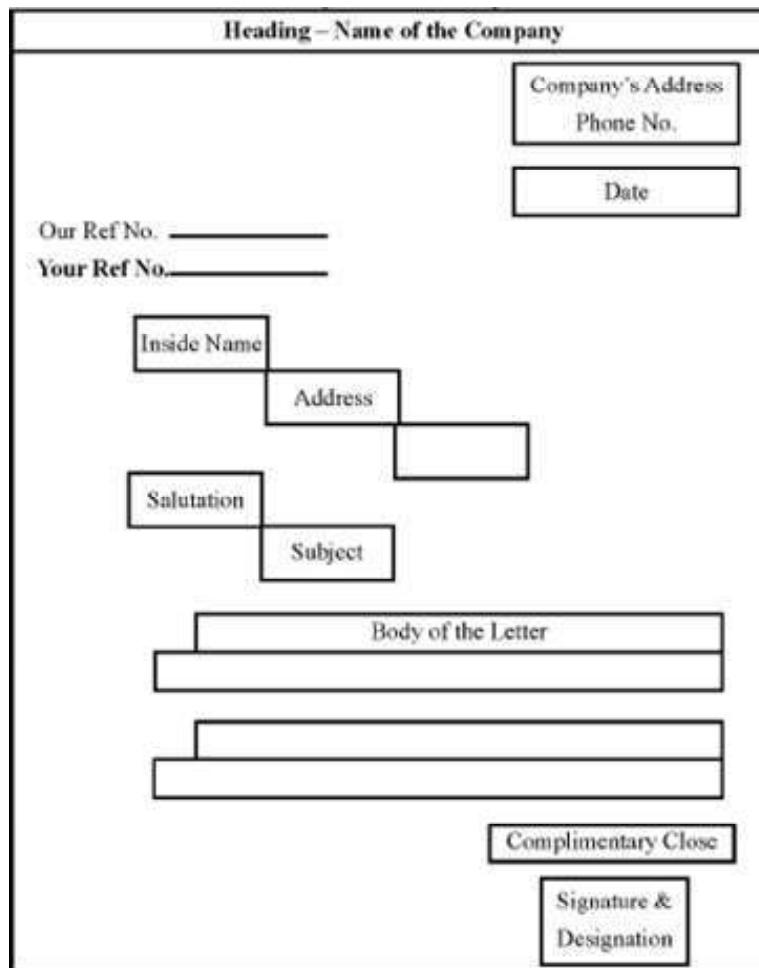 Heading – Name of the Company
Company's Address
Phone No.
Date
Our Ref No.
Your Ref No.
Inside Name
Address
Salutation
Subject
Body of the Letter
Complimentary Close
Signature &
Designation